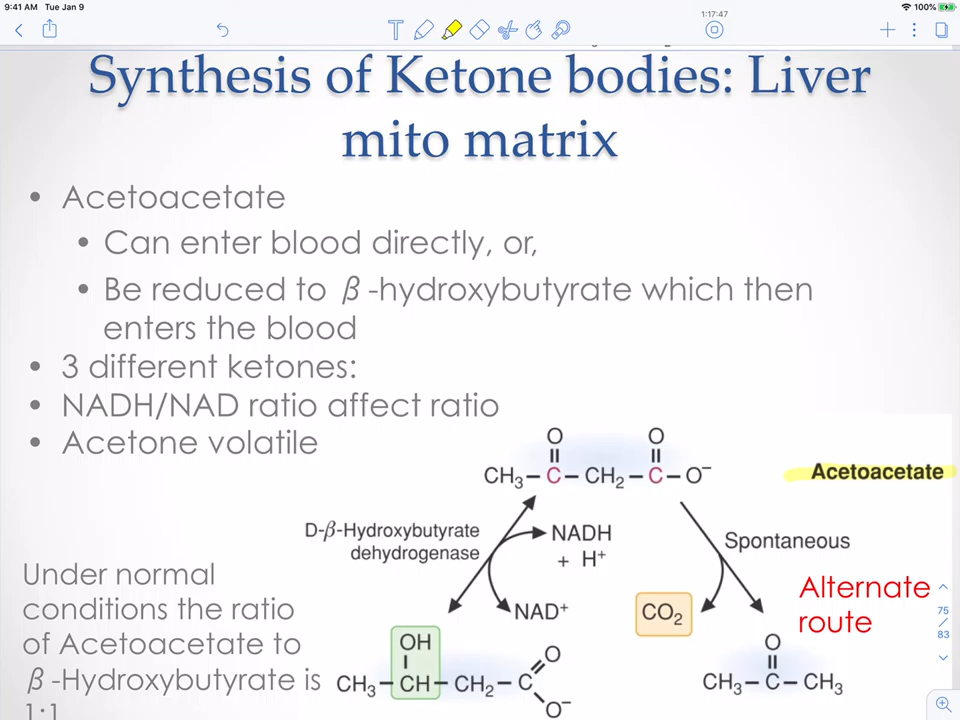 9:41 AM Tue Jan 9
100%
1:17:47
Synthesis of Ketone bodies: Liver
mito matrix
• Acetoacetate
• Can enter blood directly, or,
• Be reduced to β-hydroxybutyrate which then
enters the blood
• 3 different ketones:
• NADH/NAD ratio affect ratio
• Acetone volatile
O O
CH₃—C—CH₂—C—O⁻
Acetoacetate
D-β-Hydroxybutyrate
dehydrogenase
NADH
+ H⁺
NAD⁺
Spontaneous
CO₂
Alternate
route
75
/
83
Under normal
conditions the ratio
of Acetoacetate to
β-Hydroxybutyrate is
1:1
OH
O
CH₃—CH—CH₂—C
O⁻
O
CH₃—C—CH₃